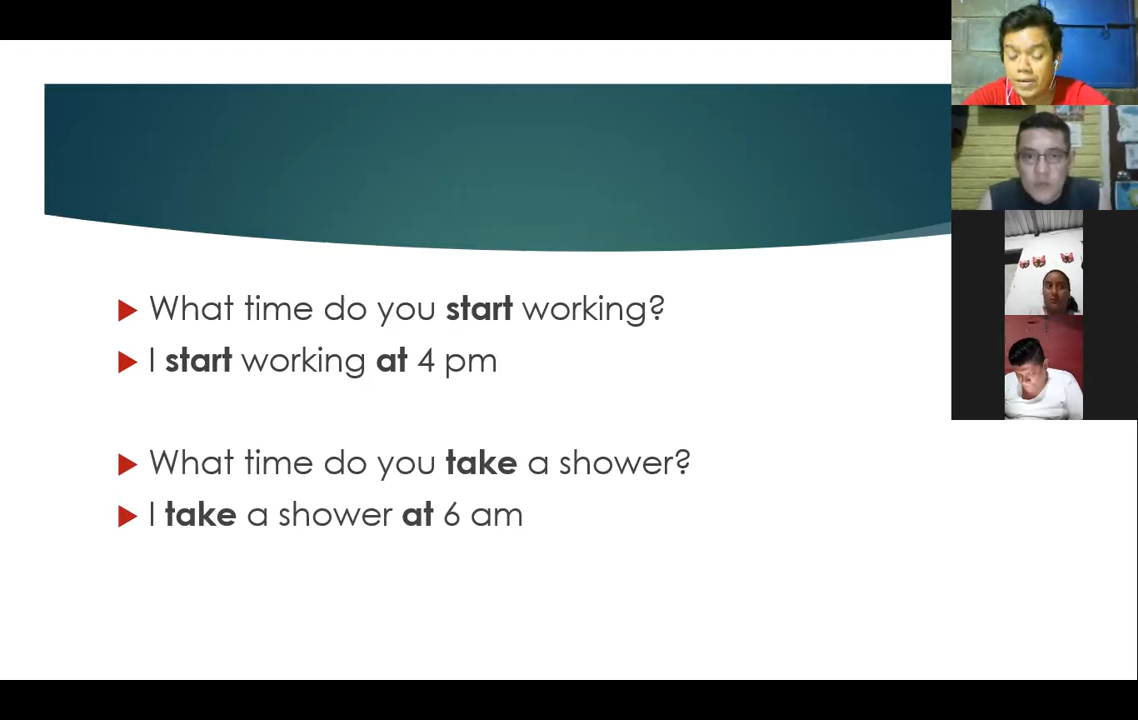 What time do you start working?
I start working at 4 pm
What time do you take a shower?
I take a shower at 6 am